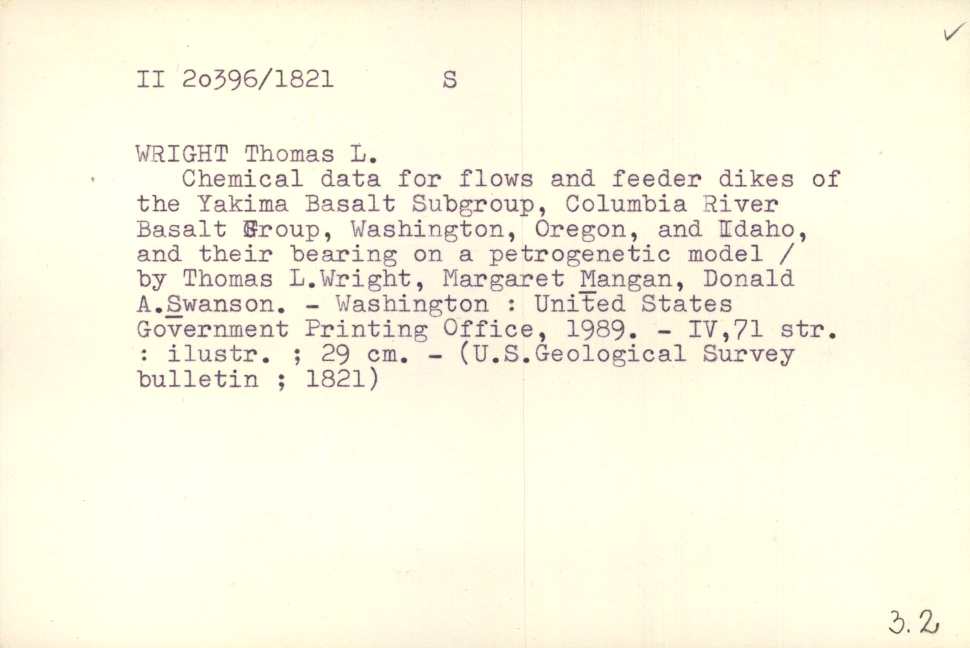 II 2o396/1821 S
WRIGHT Thomas L.
Chemical data for flows and feeder dikes of
the Yakima Basalt Subgroup, Columbia River
Basalt Group, Washington, Oregon, and Idaho,
and their bearing on a petrogenetic model /
by Thomas L.Wright, Margaret Mangan, Donald
A.Swanson. - Washington : United States
Government Printing Office, 1989. - IV,71 str.
: ilustr. ; 29 cm. - (U.S.Geological Survey
bulletin ; 1821)
3.2